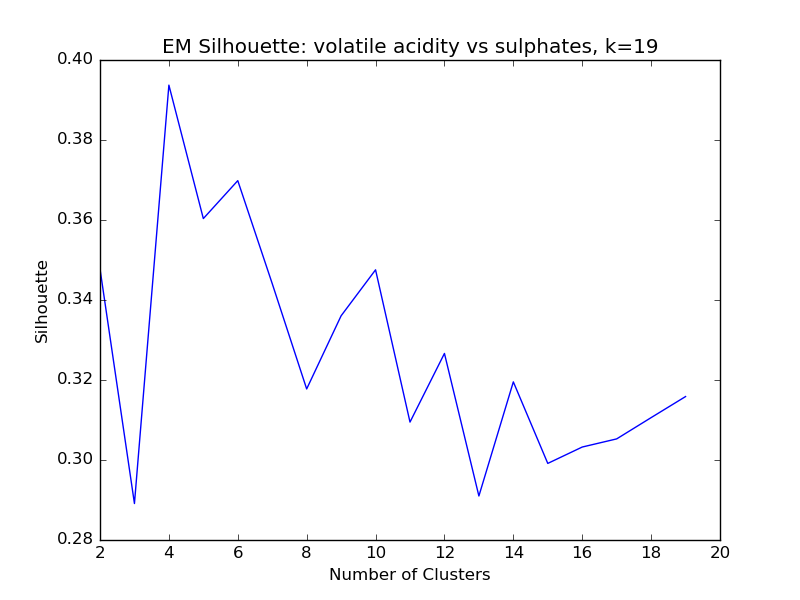 EM Silhouette: volatile acidity vs sulphates, k=19
0.40
0.38
0.36
0.34
0.32
0.30
0.28
Silhouette
2 4 6 8 10 12 14 16 18 20
Number of Clusters